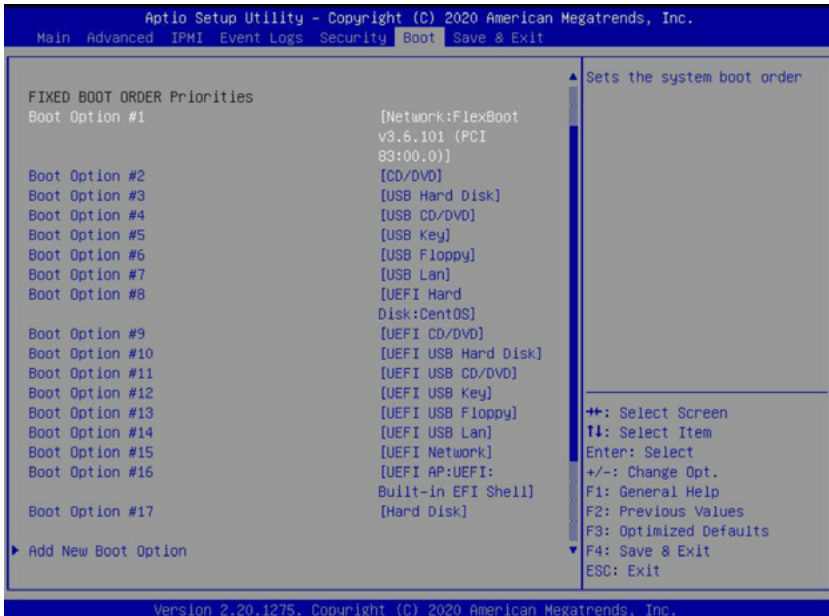 Aptio Setup Utility – Copyright (C) 2020 American Megatrends, Inc.
Main Advanced IPMI Event Logs Security Boot Save & Exit
FIXED BOOT ORDER Priorities
Boot Option #1 [Network:FlexBoot
v3.6.101 (PCI
83:00.0)]
Boot Option #2 [CD/DVD]
Boot Option #3 [USB Hard Disk]
Boot Option #4 [USB CD/DVD]
Boot Option #5 [USB Key]
Boot Option #6 [USB Floppy]
Boot Option #7 [USB Lan]
Boot Option #8 [UEFI Hard
Disk:CentOS]
Boot Option #9 [UEFI CD/DVD]
Boot Option #10 [UEFI USB Hard Disk]
Boot Option #11 [UEFI USB CD/DVD]
Boot Option #12 [UEFI USB Key]
Boot Option #13 [UEFI USB Floppy]
Boot Option #14 [UEFI USB Lan]
Boot Option #15 [UEFI Network]
Boot Option #16 [UEFI AP:UEFI:
Built-in EFI Shell]
Boot Option #17 [Hard Disk]
Add New Boot Option
Sets the system boot order
→←: Select Screen
↑↓: Select Item
Enter: Select
+/-: Change Opt.
F1: General Help
F2: Previous Values
F3: Optimized Defaults
F4: Save & Exit
ESC: Exit
Version 2.20.1275. Copyright (C) 2020 American Megatrends, Inc.